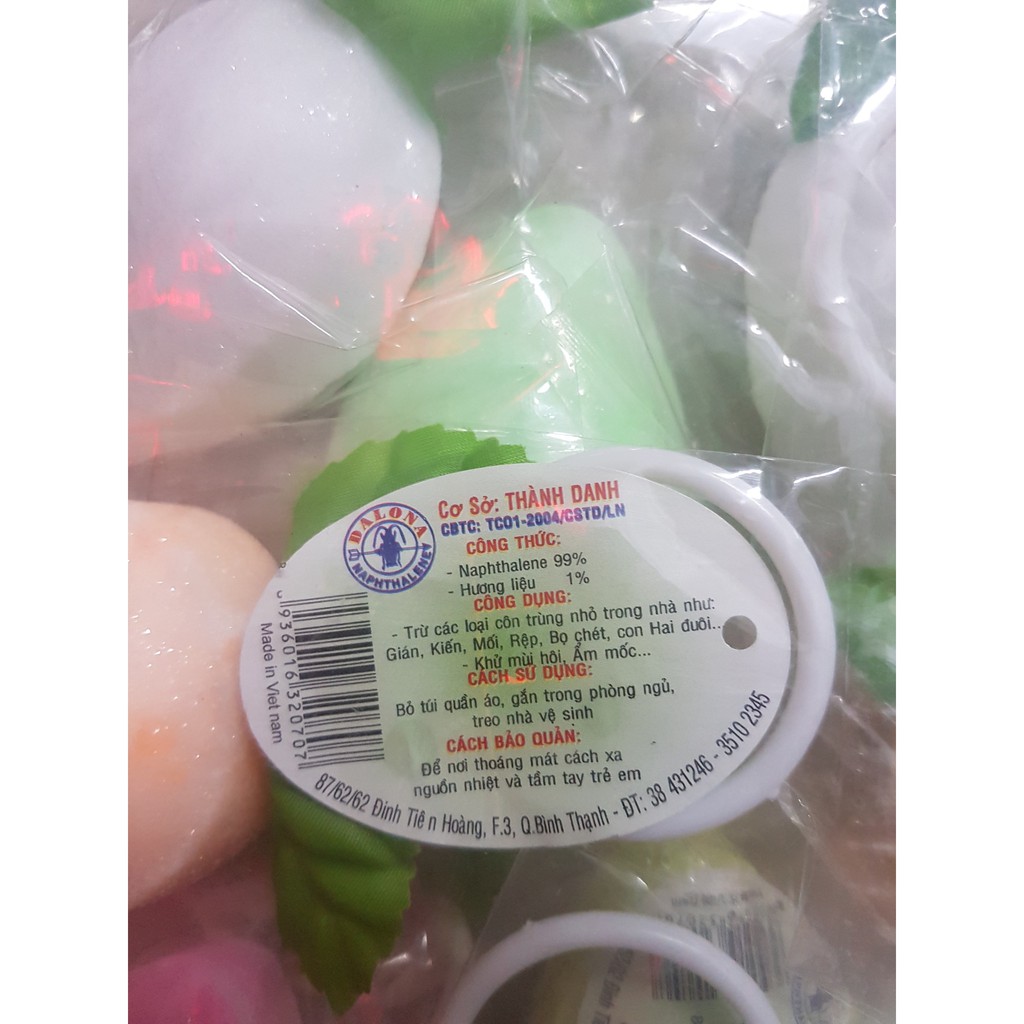 Cơ Sở: THÀNH DANH
CBTC: TC01-2004/CSTD/LN
DALONA
NAPHTHALENE
CÔNG THỨC:
- Naphthalene 99%
- Hương liệu 1%
CÔNG DỤNG:
- Trừ các loại côn trùng nhỏ trong nhà như:
Gián, Kiến, Mối, Rệp, Bọ chét, con Hai đuôi...
- Khử mùi hôi, Ẩm mốc...
CÁCH SỬ DỤNG:
Bỏ túi quần áo, gắn trong phòng ngủ,
treo nhà vệ sinh
CÁCH BẢO QUẢN:
Để nơi thoáng mát cách xa
nguồn nhiệt và tầm tay trẻ em
87/62/62 Đinh Tiên Hoàng, F.3, Q.Bình Thạnh - ĐT: 38 431246 - 3510 2345
8936016320707
Made in Viet nam